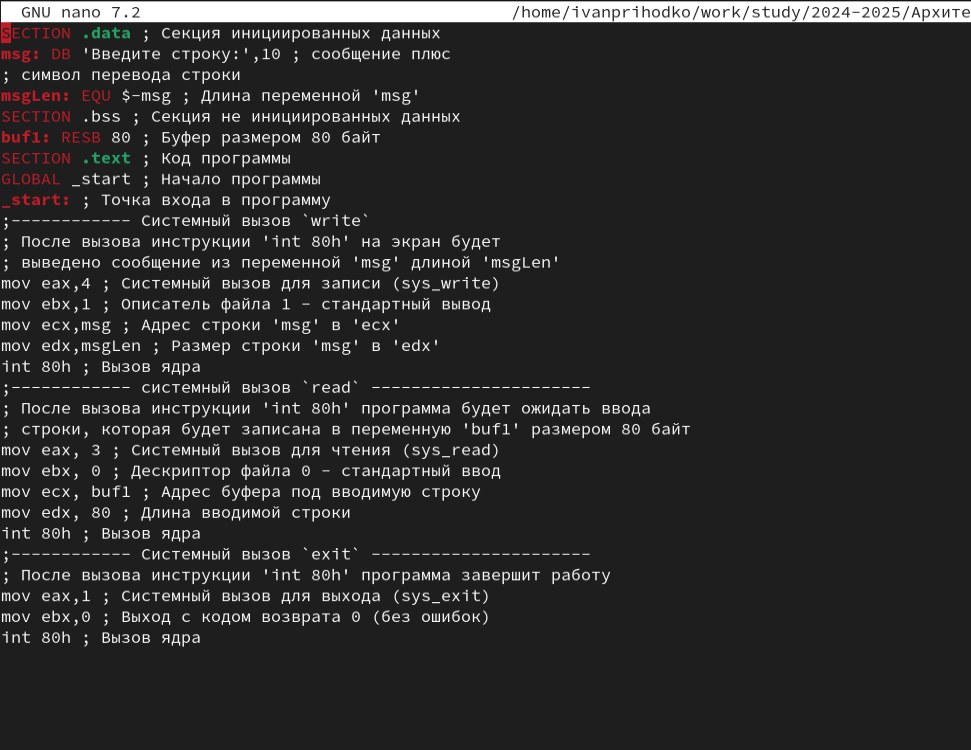 GNU nano 7.2 /home/ivanprihodko/work/study/2024-2025/Архите
SECTION .data ; Секция инициированных данных
msg: DB 'Введите строку:',10 ; сообщение плюс
; символ перевода строки
msgLen: EQU $-msg ; Длина переменной 'msg'
SECTION .bss ; Секция не инициированных данных
buf1: RESB 80 ; Буфер размером 80 байт
SECTION .text ; Код программы
GLOBAL _start ; Начало программы
_start: ; Точка входа в программу
;------------ Системный вызов `write`
; После вызова инструкции 'int 80h' на экран будет
; выведено сообщение из переменной 'msg' длиной 'msgLen'
mov eax,4 ; Системный вызов для записи (sys_write)
mov ebx,1 ; Описатель файла 1 - стандартный вывод
mov ecx,msg ; Адрес строки 'msg' в 'ecx'
mov edx,msgLen ; Размер строки 'msg' в 'edx'
int 80h ; Вызов ядра
;------------ системный вызов `read` ----------------------
; После вызова инструкции 'int 80h' программа будет ожидать ввода
; строки, которая будет записана в переменную 'buf1' размером 80 байт
mov eax, 3 ; Системный вызов для чтения (sys_read)
mov ebx, 0 ; Дескриптор файла 0 - стандартный ввод
mov ecx, buf1 ; Адрес буфера под вводимую строку
mov edx, 80 ; Длина вводимой строки
int 80h ; Вызов ядра
;------------ Системный вызов `exit` ----------------------
; После вызова инструкции 'int 80h' программа завершит работу
mov eax,1 ; Системный вызов для выхода (sys_exit)
mov ebx,0 ; Выход с кодом возврата 0 (без ошибок)
int 80h ; Вызов ядра